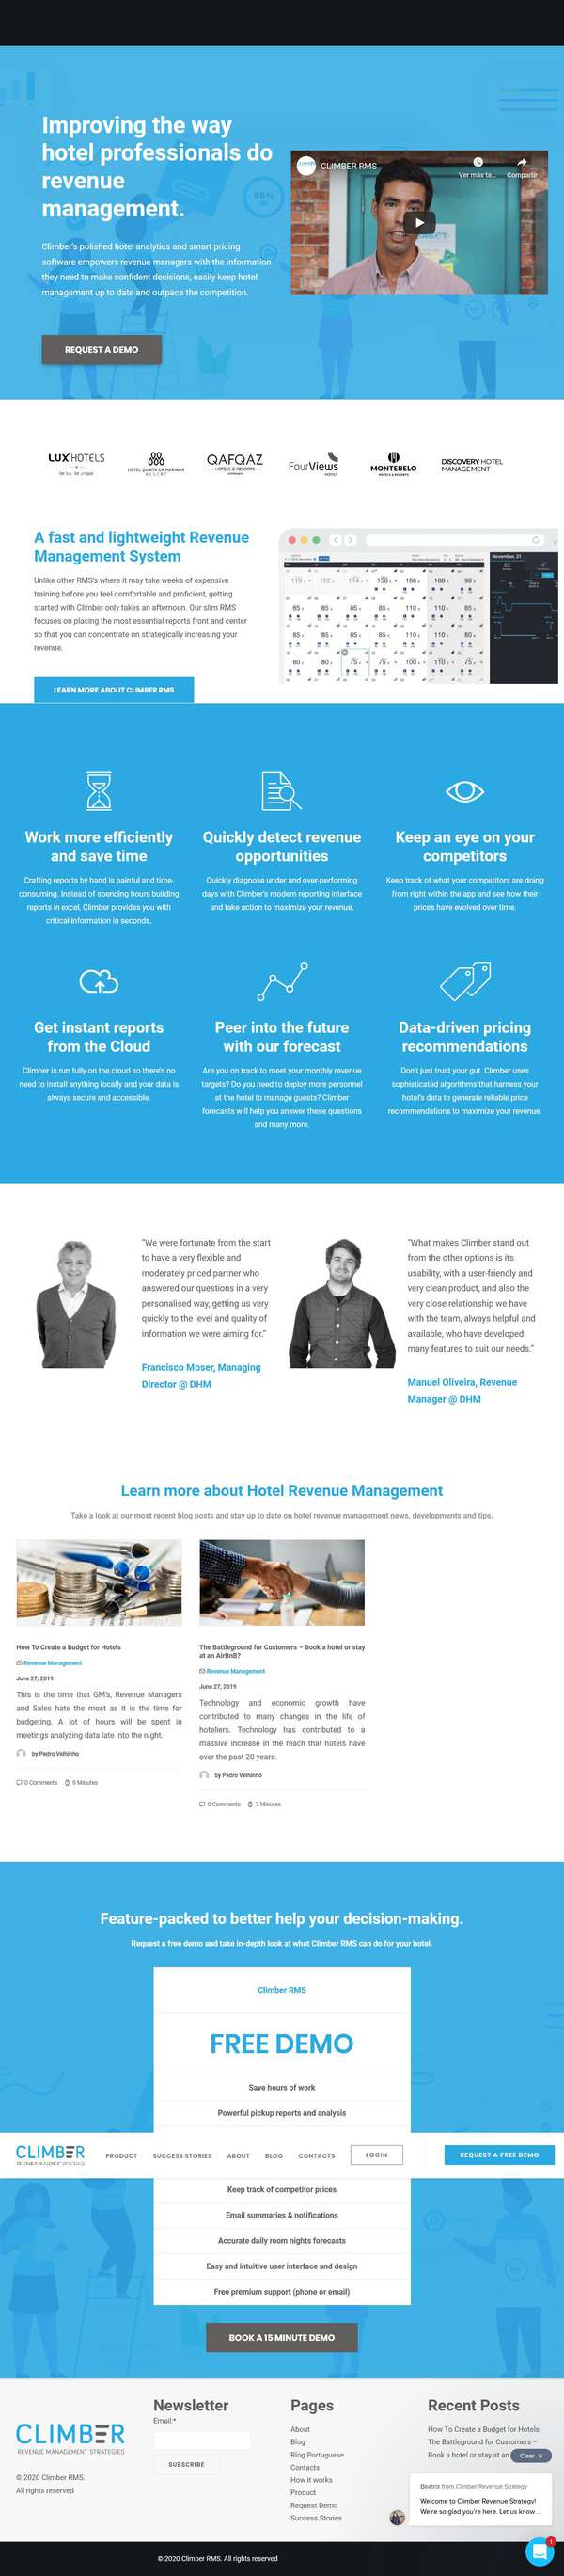 Improving the way
hotel professionals do
revenue
management.
Climber's polished hotel analytics and smart pricing
software empowers revenue managers with the information
they need to make confident decisions, easily keep hotel
management up to date and outpace the competition.
REQUEST A DEMO
CLIMBER RMS
Ver más ta...
Compartir
LUX HOTELS
HOTEL QUINTA DA MARINHA
RESORT
QAFQAZ
HOTELS & RESORTS
FourViews
HOTELS
MONTEBELO
HOTELS & RESORTS
DISCOVERY HOTEL
MANAGEMENT
A fast and lightweight Revenue
Management System
Unlike other RMS's where it may take weeks of expensive
training before you feel comfortable and proficient, getting
started with Climber only takes an afternoon. Our slim RMS
focuses on placing the most essential reports front and center
so that you can concentrate on strategically increasing your
revenue.
LEARN MORE ABOUT CLIMBER RMS
November, 21
119 122 114 156 188 188 98
85 85 85 85 110 110 85
85 85 85 85 110 110 80
80 80 75 75 100 110 75
Work more efficiently
and save time
Crafting reports by hand is painful and time-
consuming. Instead of spending hours building
reports in excel, Climber provides you with
critical information in seconds.
Quickly detect revenue
opportunities
Quickly diagnose under and over-performing
days with Climber's modern reporting interface
and take action to maximize your revenue.
Keep an eye on your
competitors
Keep track of what your competitors are doing
from right within the app and see how their
prices have evolved over time.
Get instant reports
from the Cloud
Climber is run fully on the cloud so there's no
need to install anything locally and your data is
always secure and accessible.
Peer into the future
with our forecast
Are you on track to meet your monthly revenue
targets? Do you need to deploy more personnel
at the hotel to manage guests? Climber
forecasts will help you answer these questions
and many more.
Data-driven pricing
recommendations
Don't just trust your gut. Climber uses
sophisticated algorithms that harness your
hotel's data to generate reliable price
recommendations to maximize your revenue.
"We were fortunate from the start
to have a very flexible and
moderately priced partner who
answered our questions in a very
personalised way, getting us very
quickly to the level and quality of
information we were aiming for."
Francisco Moser, Managing
Director @ DHM
"What makes Climber stand out
from the other options is its
usability, with a user-friendly and
very clean product, and also the
very close relationship we have
with the team, always helpful and
available, who have developed
many features to suit our needs."
Manuel Oliveira, Revenue
Manager @ DHM
Learn more about Hotel Revenue Management
Take a look at our most recent blog posts and stay up to date on hotel revenue management news, developments and tips.
How To Create a Budget for Hotels
Revenue Management
June 27, 2019
This is the time that GM's, Revenue Managers
and Sales hate the most as it is the time for
budgeting. A lot of hours will be spent in
meetings analyzing data late into the night.
by Pedro Velhinho
0 Comments 9 Minutes
The Battleground for Customers – Book a hotel or stay
at an AirBnB?
Revenue Management
June 27, 2019
Technology and economic growth have
contributed to many changes in the life of
hoteliers. Technology has contributed to a
massive increase in the reach that hotels have
over the past 20 years.
by Pedro Velhinho
0 Comments 7 Minutes
Feature-packed to better help your decision-making.
Request a free demo and take in-depth look at what Climber RMS can do for your hotel.
Climber RMS
FREE DEMO
Save hours of work
Powerful pickup reports and analysis
CLIMBER
REVENUE MANAGEMENT STRATEGIES
PRODUCT SUCCESS STORIES ABOUT BLOG CONTACTS LOGIN REQUEST A FREE DEMO
Keep track of competitor prices
Email summaries & notifications
Accurate daily room nights forecasts
Easy and intuitive user interface and design
Free premium support (phone or email)
BOOK A 15 MINUTE DEMO
CLIMBER
REVENUE MANAGEMENT STRATEGIES
© 2020 Climber RMS.
All rights reserved
Newsletter
Email:*
SUBSCRIBE
Pages
About
Blog
Blog Portuguese
Contacts
How it works
Product
Request Demo
Success Stories
Recent Posts
How To Create a Budget for Hotels
The Battleground for Customers –
Book a hotel or stay at an
Clear ×
Beatriz from Climber Revenue Strategy
Welcome to Climber Revenue Strategy!
We're so glad you're here. Let us know ...
1
© 2020 Climber RMS. All rights reserved